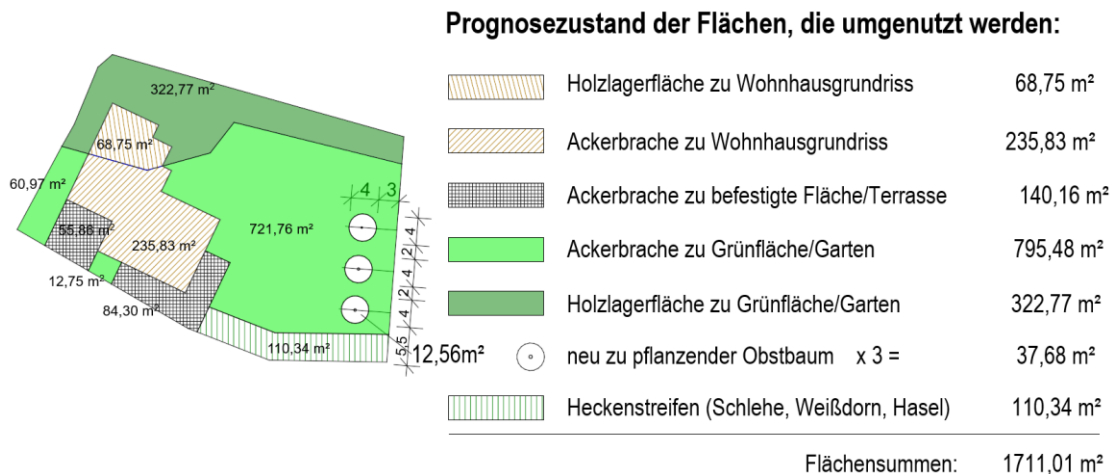 Prognosezustand der Flächen, die umgenutzt werden:
Holzlagerfläche zu Wohnhausgrundriss 68,75 m²
Ackerbrache zu Wohnhausgrundriss 235,83 m²
Ackerbrache zu befestigte Fläche/Terrasse 140,16 m²
Ackerbrache zu Grünfläche/Garten 795,48 m²
Holzlagerfläche zu Grünfläche/Garten 322,77 m²
neu zu pflanzender Obstbaum x 3 = 37,68 m²
Heckenstreifen (Schlehe, Weißdorn, Hasel) 110,34 m²
Flächensummen: 1711,01 m²
322,77 m²
68,75 m²
60,97 m²
4 3
721,76 m²
55,86 m²
235,83 m²
4
2
4
2
4
5,5
12,75 m²
84,30 m²
110,34 m²
12,56m²